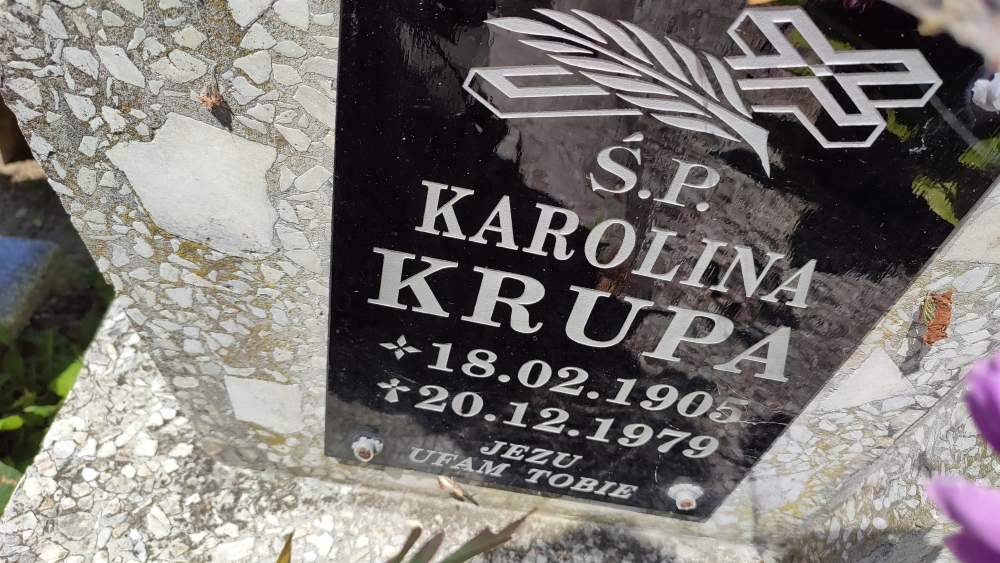 Ś.P.
KAROLINA
KRUPA
18.02.1905
20.12.1979
JEZU
UFAM TOBIE